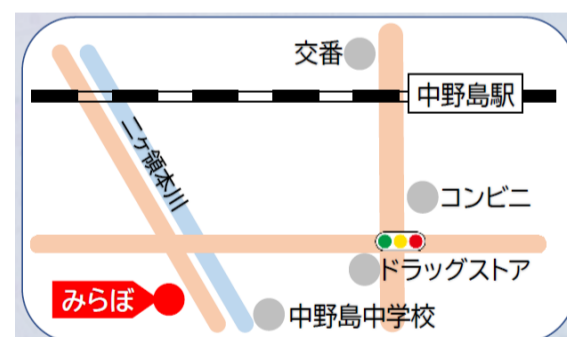 交番
中野島駅
二ヶ領本川
コンビニ
ドラッグストア
みらぼ
中野島中学校